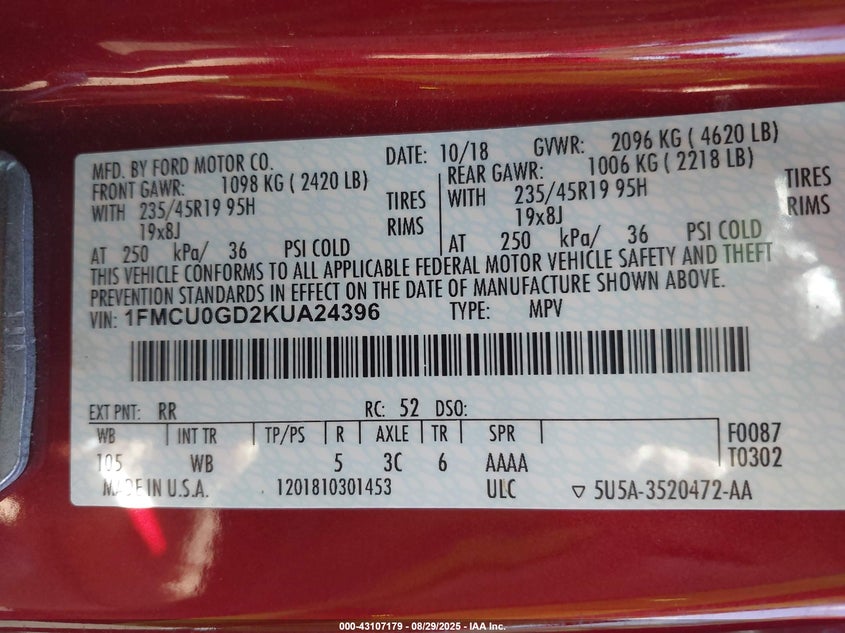 MFD. BY FORD MOTOR CO. DATE: 10/18 GVWR: 2096 KG ( 4620 LB)
FRONT GAWR: 1098 KG ( 2420 LB) REAR GAWR: 1006 KG ( 2218 LB)
WITH 235/45R19 95H TIRES WITH 235/45R19 95H TIRES
19x8J RIMS 19x8J RIMS
AT 250 kPa/ 36 PSI COLD AT 250 kPa/ 36 PSI COLD
THIS VEHICLE CONFORMS TO ALL APPLICABLE FEDERAL MOTOR VEHICLE SAFETY AND THEFT
PREVENTION STANDARDS IN EFFECT ON THE DATE OF MANUFACTURE SHOWN ABOVE.
VIN: 1FMCU0GD2KUA24396 TYPE: MPV
EXT PNT: RR RC: 52 DSO:
WB INT TR TP/PS R AXLE TR SPR F0087
105 WB 5 3C 6 AAAA T0302
MADE IN U.S.A. 1201810301453 ULC 5U5A-3520472-AA
000-43107179 - 08/29/2025 - IAA Inc.